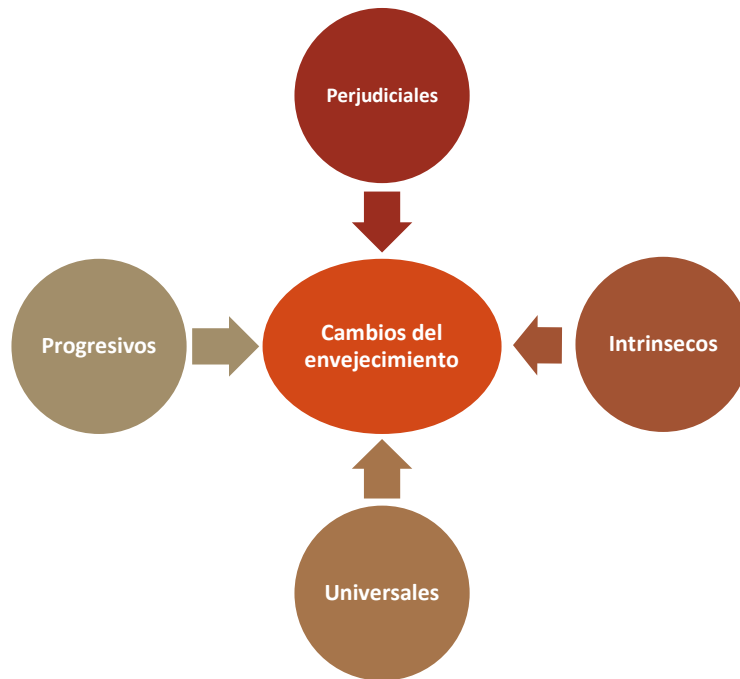 Perjudiciales
Progresivos
Cambios del
envejecimiento
Intrinsecos
Universales